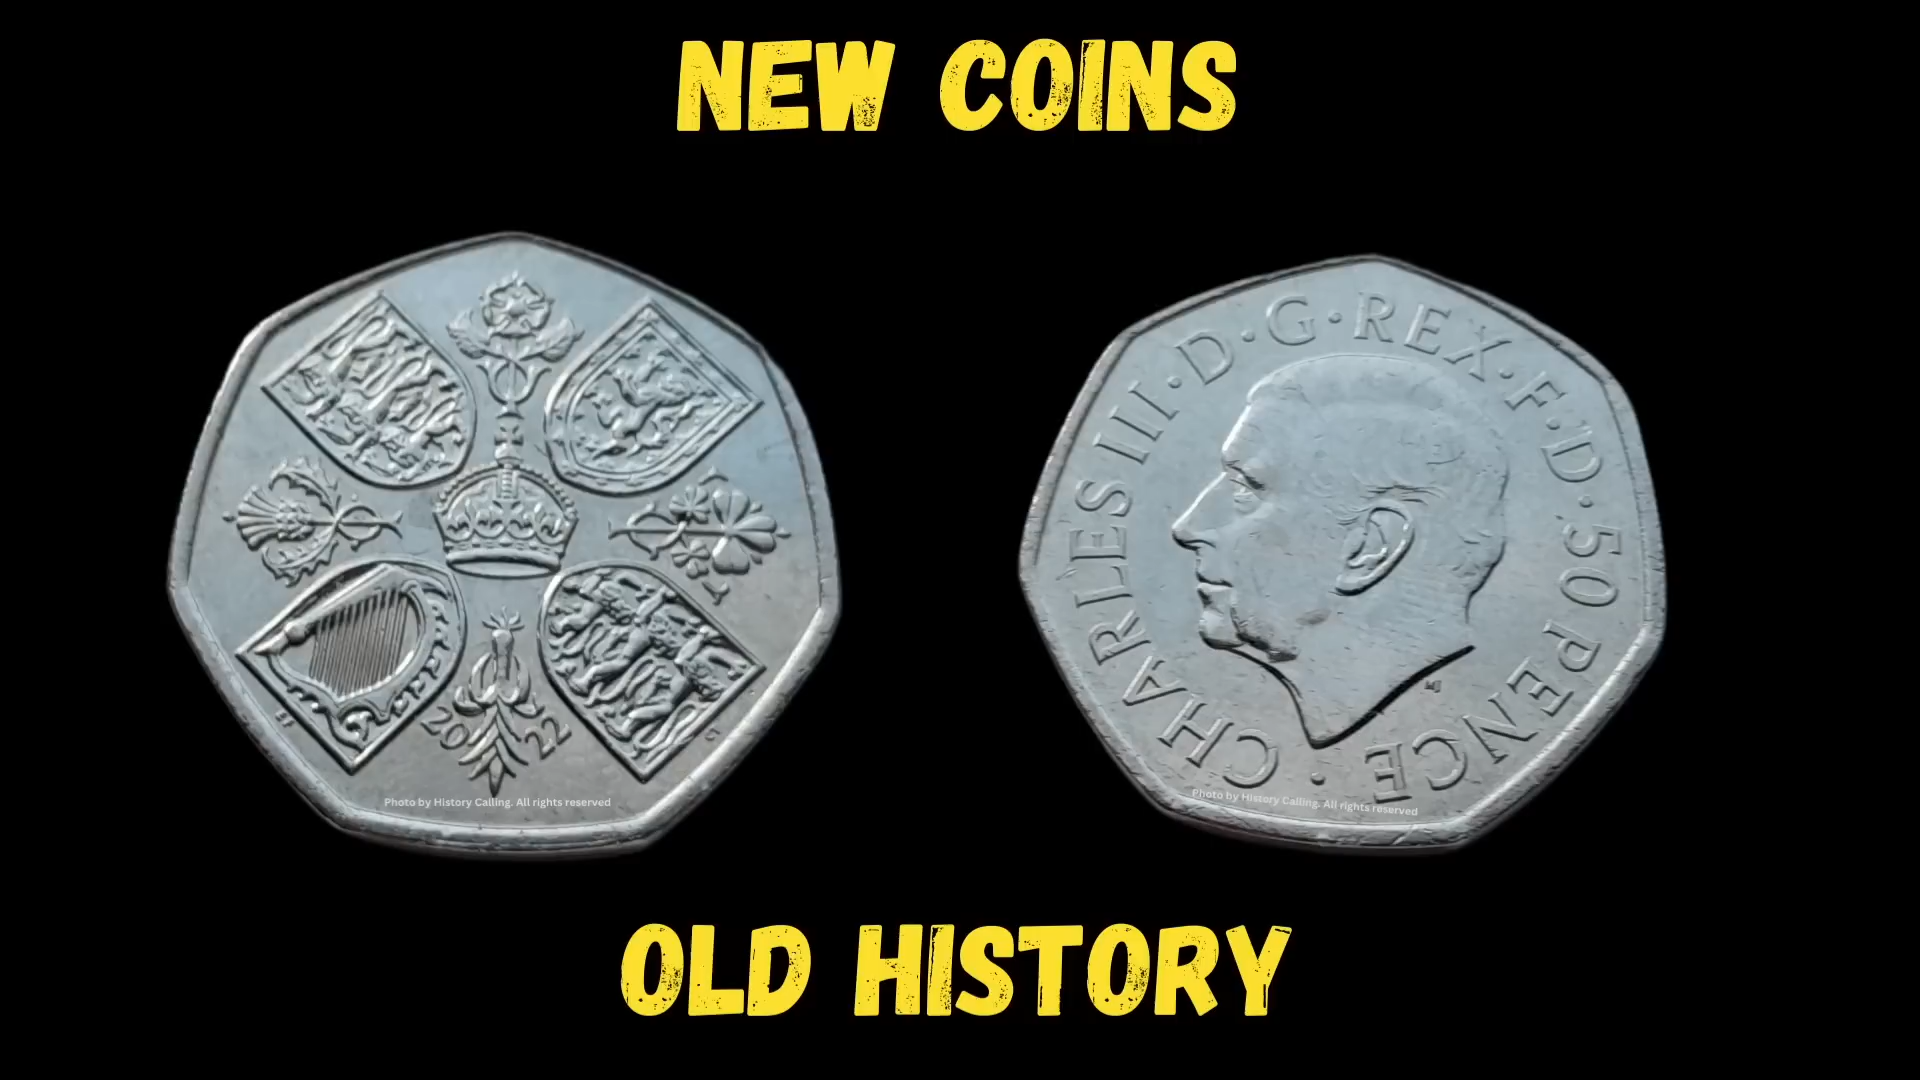 NEW COINS
2022
Photo by History Calling. All rights reserved
CHARLES III · D · G · REX · F · D · 50 PENCE ·
MJ
Photo by History Calling. All rights reserved
OLD HISTORY